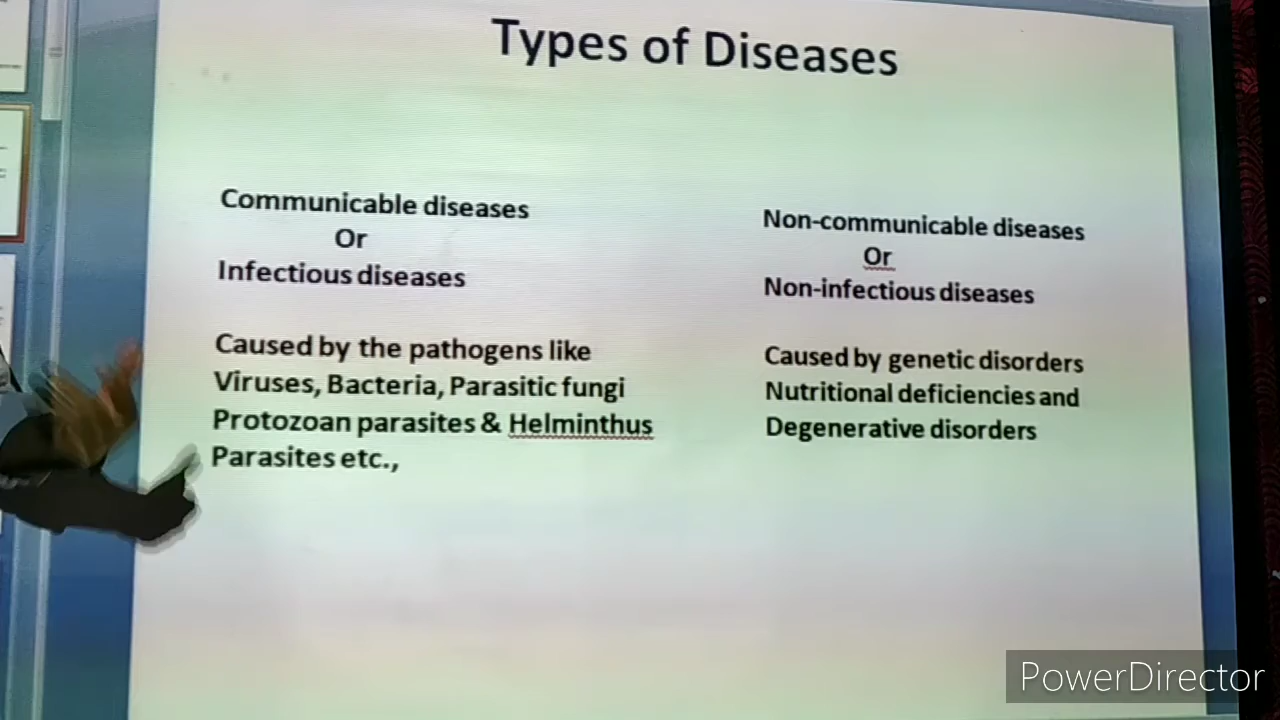 Types of Diseases
Communicable diseases
Or
Infectious diseases
Caused by the pathogens like
Viruses, Bacteria, Parasitic fungi
Protozoan parasites & Helminthus
Parasites etc.,
Non-communicable diseases
Or
Non-infectious diseases
Caused by genetic disorders
Nutritional deficiencies and
Degenerative disorders
PowerDirector